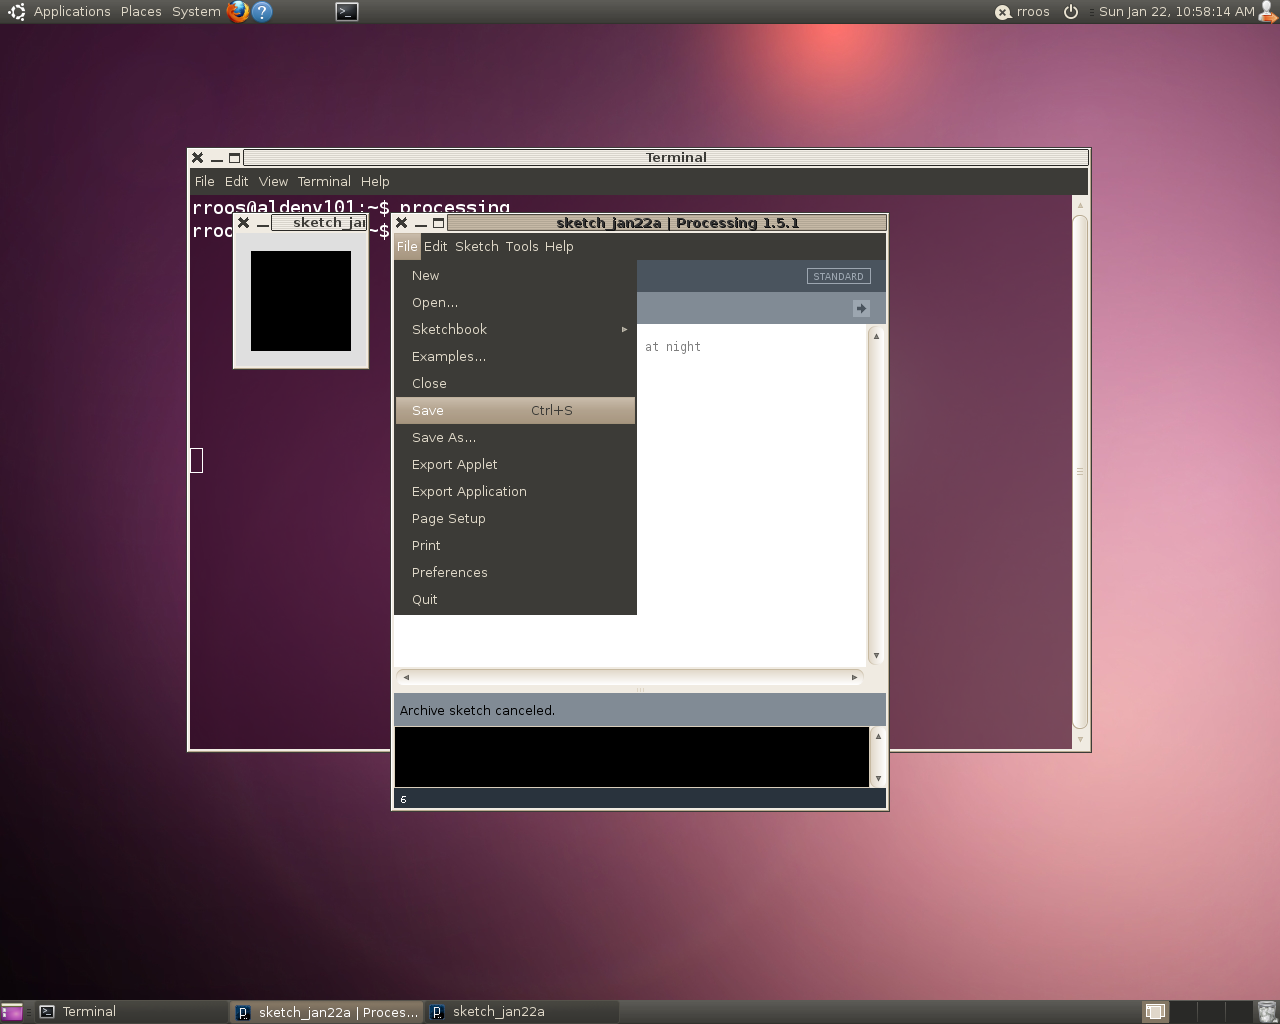 Applications Places System rroos Sun Jan 22, 10:58:14 AM
Terminal
File Edit View Terminal Help
rroos@aldenv101:~$ processing
rroo ~$
sketch_jan
sketch_jan22a | Processing 1.5.1
File Edit Sketch Tools Help
New
Open...
Sketchbook
Examples...
Close
Save Ctrl+S
Save As...
Export Applet
Export Application
Page Setup
Print
Preferences
Quit
STANDARD
at night
Archive sketch canceled.
6
Terminal sketch_jan22a | Proces... sketch_jan22a